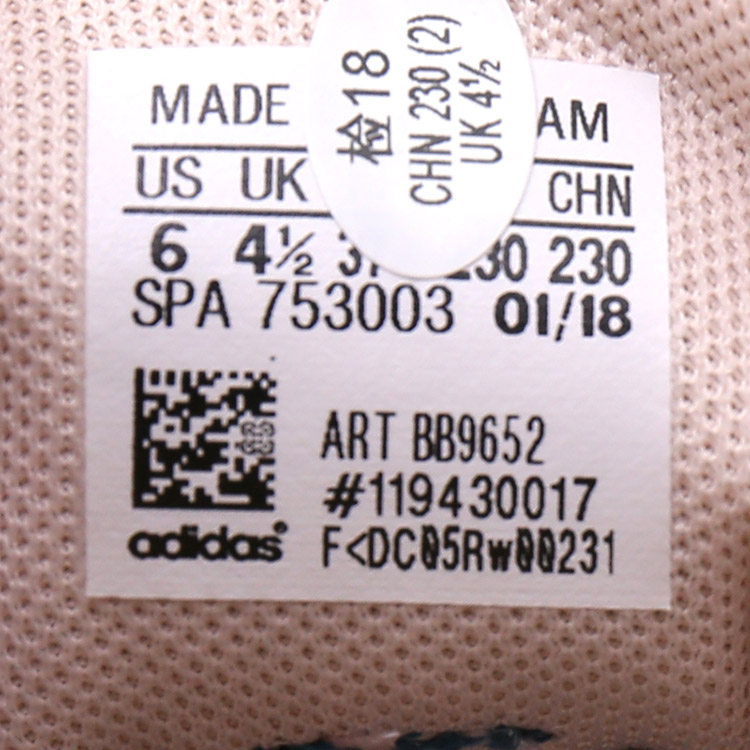 MADE AM
US UK CHN
6 4½ 230 230
SPA 753003 01/18
ART BB9652
#119430017
F<DC05Rw00231
adidas®
检18
CHN 230 (2)
UK 4½